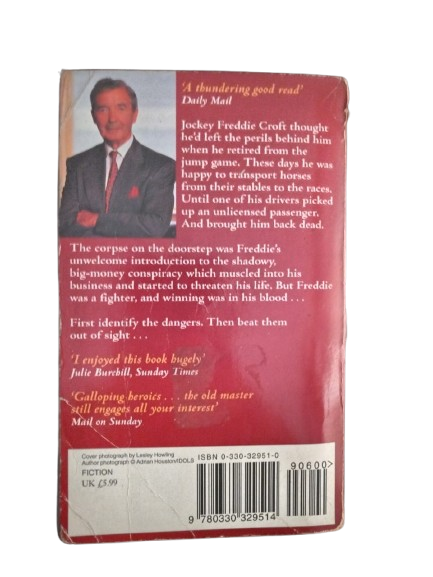 'A thundering good read'
Daily Mail
Jockey Freddie Croft thought
he'd left the perils behind him
when he retired from the
jump game. These days he was
happy to transport horses
from their stables to the races.
Until one of his drivers picked
up an unlicensed passenger.
And brought him back dead.
The corpse on the doorstep was Freddie's
unwelcome introduction to the shadowy,
big-money conspiracy which muscled into his
business and started to threaten his life. But Freddie
was a fighter, and winning was in his blood . . .
First identify the dangers. Then beat them
out of sight . . .
'I enjoyed this book hugely'
Julie Burchill, Sunday Times
'Galloping heroics . . . the old master
still engages all your interest'
Mail on Sunday
Cover photograph by Lesley Howling
Author photograph © Adrian Houston/IDOLS
FICTION
UK £5.99
ISBN 0-330-32951-0
90600>
9 780330 329514